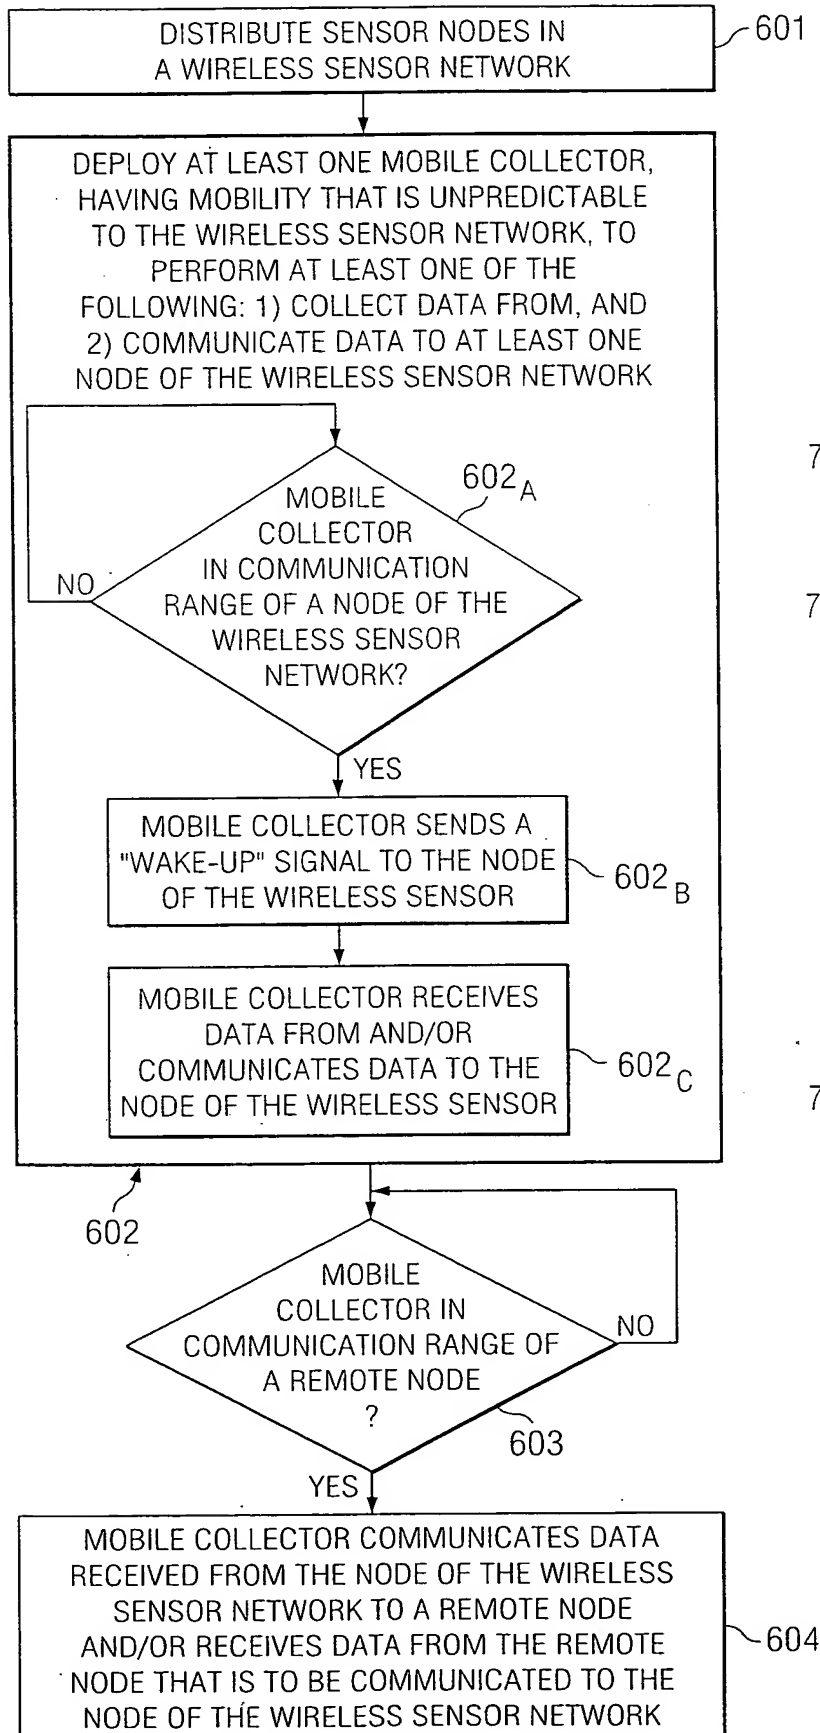 DISTRIBUTE SENSOR NODES IN
A WIRELESS SENSOR NETWORK
601
DEPLOY AT LEAST ONE MOBILE COLLECTOR,
HAVING MOBILITY THAT IS UNPREDICTABLE
TO THE WIRELESS SENSOR NETWORK, TO
PERFORM AT LEAST ONE OF THE
FOLLOWING: 1) COLLECT DATA FROM, AND
2) COMMUNICATE DATA TO AT LEAST ONE
NODE OF THE WIRELESS SENSOR NETWORK
7
602A
MOBILE
COLLECTOR
IN COMMUNICATION
RANGE OF A NODE OF THE
WIRELESS SENSOR
NETWORK?
NO
7
YES
MOBILE COLLECTOR SENDS A
"WAKE-UP" SIGNAL TO THE NODE
OF THE WIRELESS SENSOR
602B
MOBILE COLLECTOR RECEIVES
DATA FROM AND/OR
COMMUNICATES DATA TO THE
NODE OF THE WIRELESS SENSOR
602C
7
602
MOBILE
COLLECTOR IN
COMMUNICATION RANGE OF
A REMOTE NODE
?
NO
603
YES
MOBILE COLLECTOR COMMUNICATES DATA
RECEIVED FROM THE NODE OF THE WIRELESS
SENSOR NETWORK TO A REMOTE NODE
AND/OR RECEIVES DATA FROM THE REMOTE
NODE THAT IS TO BE COMMUNICATED TO THE
NODE OF THE WIRELESS SENSOR NETWORK
604